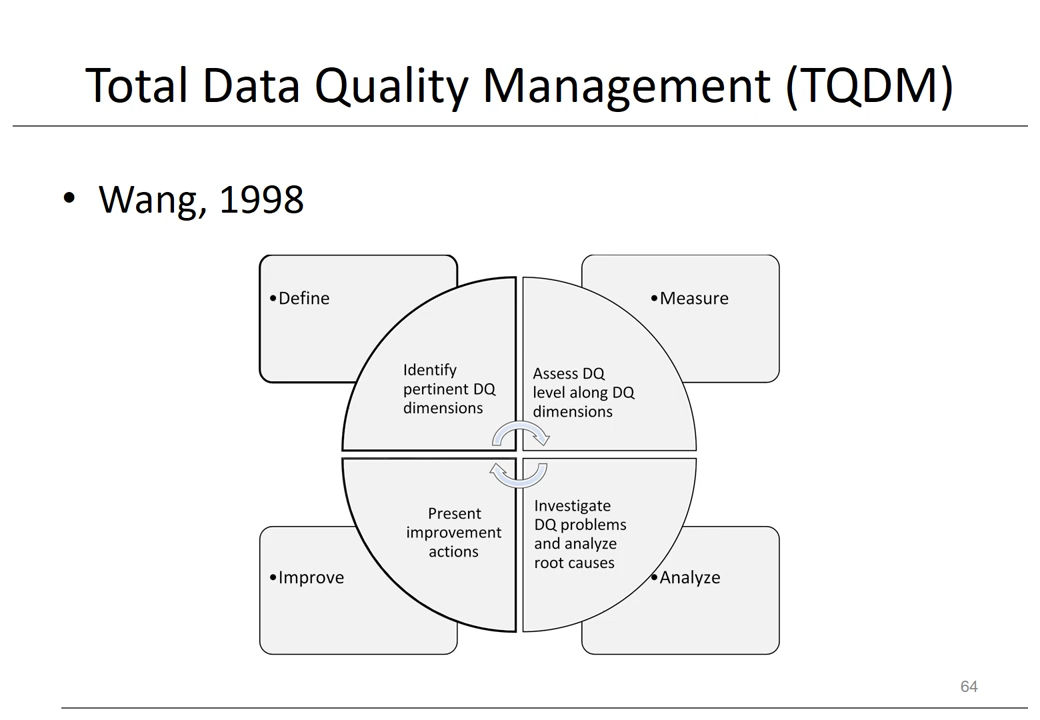 Total Data Quality Management (TQDM)
• Wang, 1998
•Define
•Measure
Identify
pertinent DQ
dimensions
Assess DQ
level along DQ
dimensions
Present
improvement
actions
Investigate
DQ problems
and analyze
root causes
•Improve
•Analyze
64